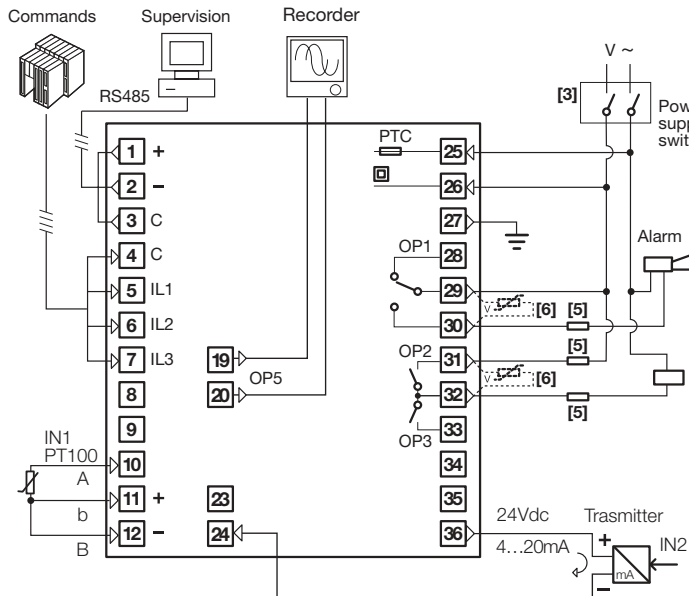 Commands
Supervision
Recorder
V ~
RS485
[3]
Pow
supp
switc
PTC
1 +
25
2 −
26
3 C
27
4 C
OP1
28
Alarm
5 IL1
29
[6]
[5]
6 IL2
30
7 IL3
19
OP2
31
[5]
8
20 OP5
32
[6]
[5]
9
OP3
33
IN1
PT100
10
34
A
11 +
23
35
b
12 −
24
36
24Vdc
Trasmitter
B
4...20mA
+
IN2
mA
−
V
V